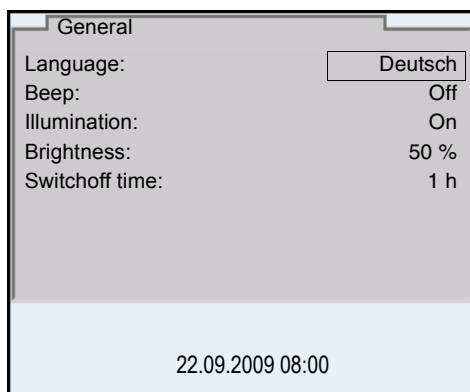 General
Language: Deutsch
Beep: Off
Illumination: On
Brightness: 50 %
Switchoff time: 1 h
22.09.2009 08:00